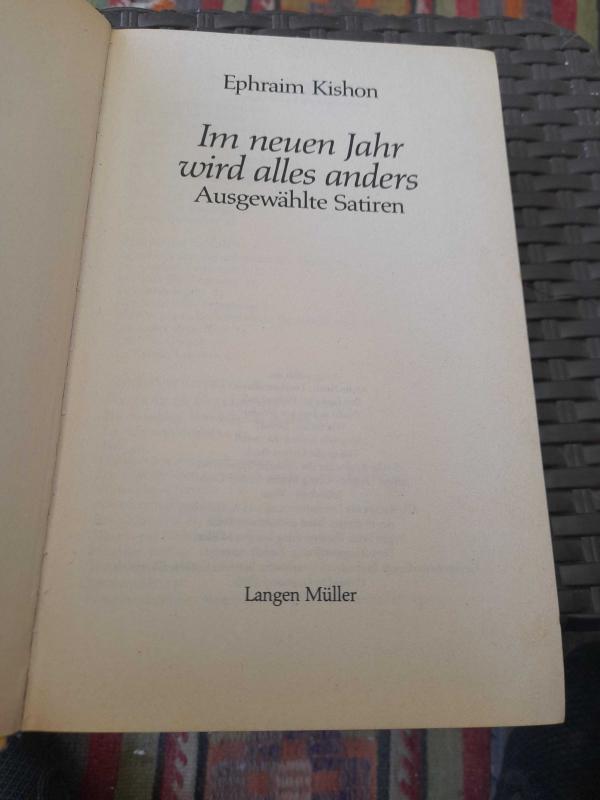 Ephraim Kishon
Im neuen Jahr
wird alles anders
Ausgewählte Satiren
Langen Müller